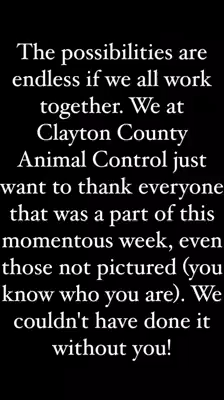 The possibilities are
endless if we all work
together. We at
Clayton County
Animal Control just
want to thank everyone
that was a part of this
momentous week, even
those not pictured (you
know who you are). We
couldn't have done it
without you!